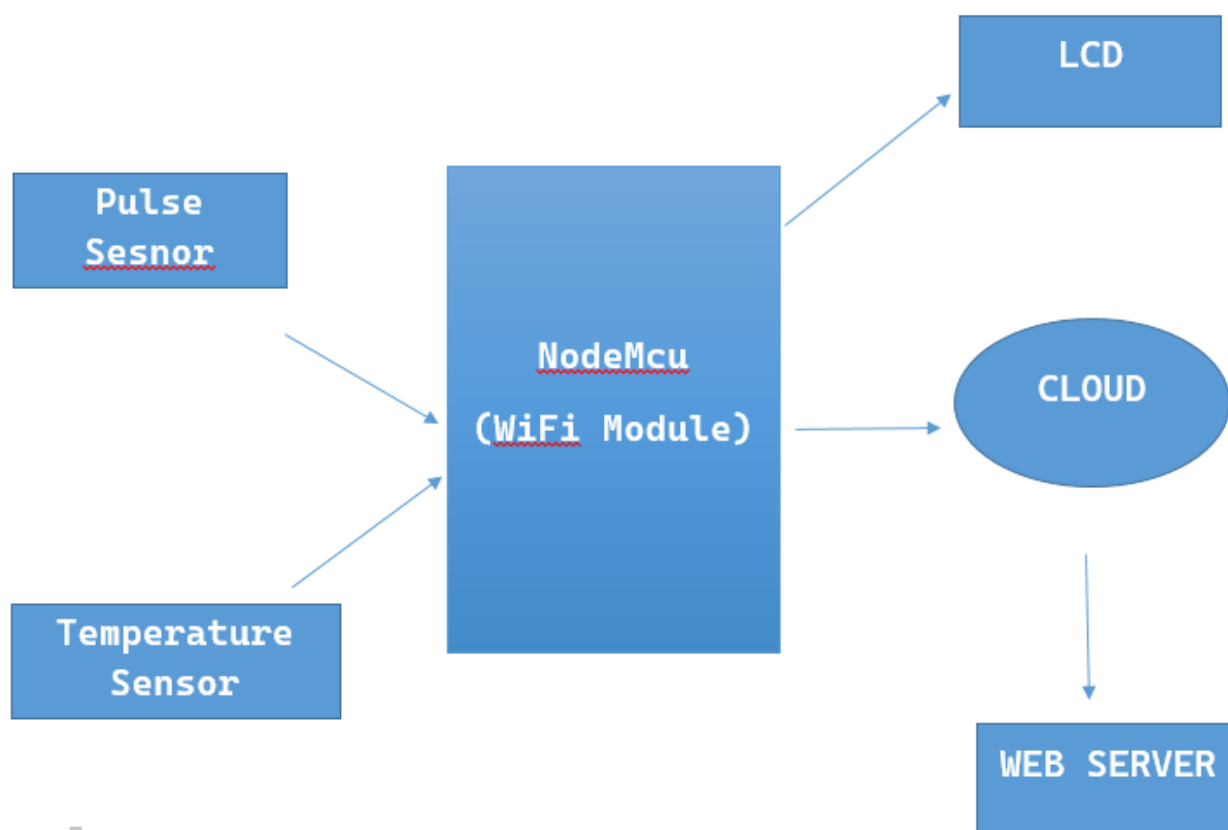 LCD
Pulse
Sesnor
NodeMcu
(WiFi Module)
CLOUD
Temperature
Sensor
WEB SERVER